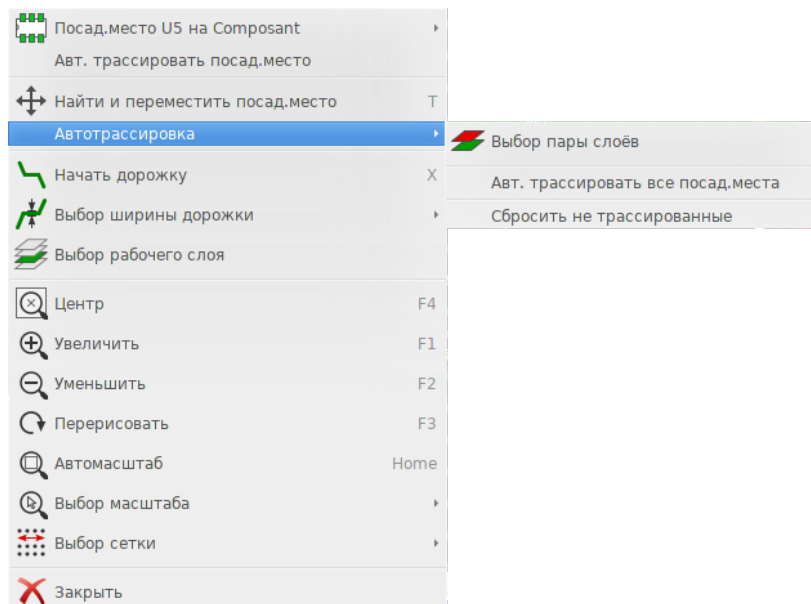 Посад.место U5 на Composant
Авт. трассировать посад.место
Найти и переместить посад.место T
Автотрассировка
Выбор пары слоёв
Авт. трассировать все посад.места
Сбросить не трассированные
Начать дорожку X
Выбор ширины дорожки
Выбор рабочего слоя
Центр F4
Увеличить F1
Уменьшить F2
Перерисовать F3
Автомасштаб Home
Выбор масштаба
Выбор сетки
Закрыть